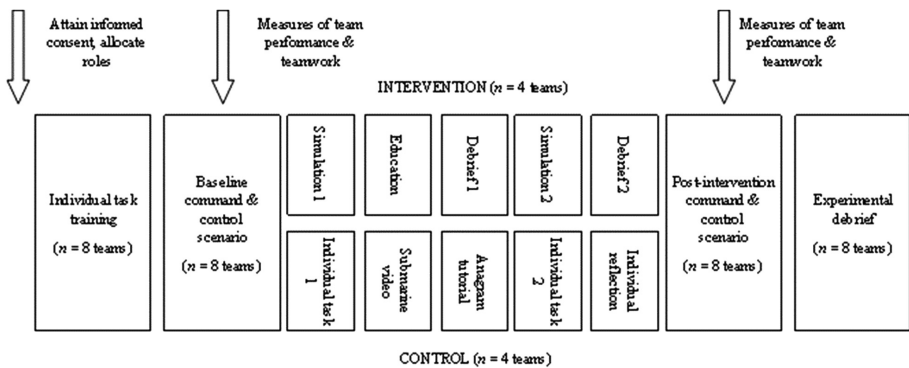 Attain informed
consent, allocate
roles
Measures of team
performance &
teamwork
Measures of team
performance &
teamwork
INTERVENTION (n = 4 teams)
Individual task
training
(n = 8 teams)
Baseline
command &
control
scenario
(n = 8 teams)
Simulation 1
Education
Debrief 1
Simulation 2
Debrief 2
Individual task
1
Submarine
video
Anagram
tutorial
Individual task
2
Individual
reflection
Post-intervention
command &
control
scenario
(n = 8 teams)
Experimental
debrief
(n = 8 teams)
CONTROL (n = 4 teams)